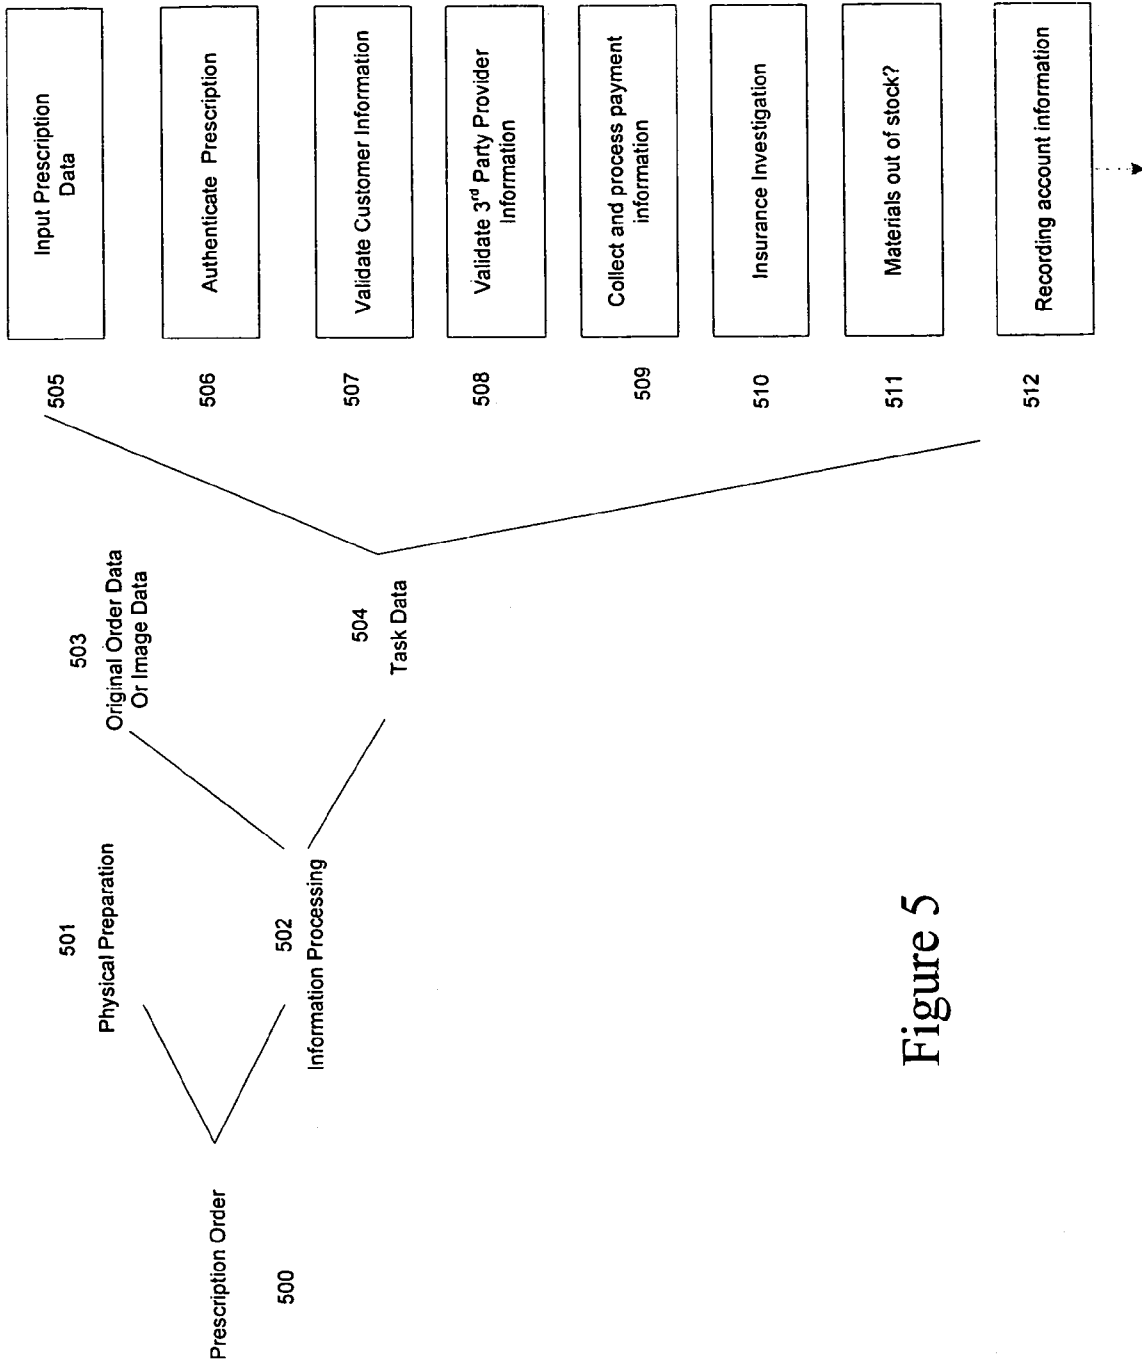 Prescription Order
500
501
Physical Preparation
502
Information Processing
503
Original Order Data
Or Image Data
504
Task Data
505
Input Prescription
Data
506
Authenticate Prescription
507
Validate Customer Information
508
Validate 3rd Party Provider
Information
509
Collect and process payment
information
510
Insurance Investigation
511
Materials out of stock?
512
Recording account information
Figure 5